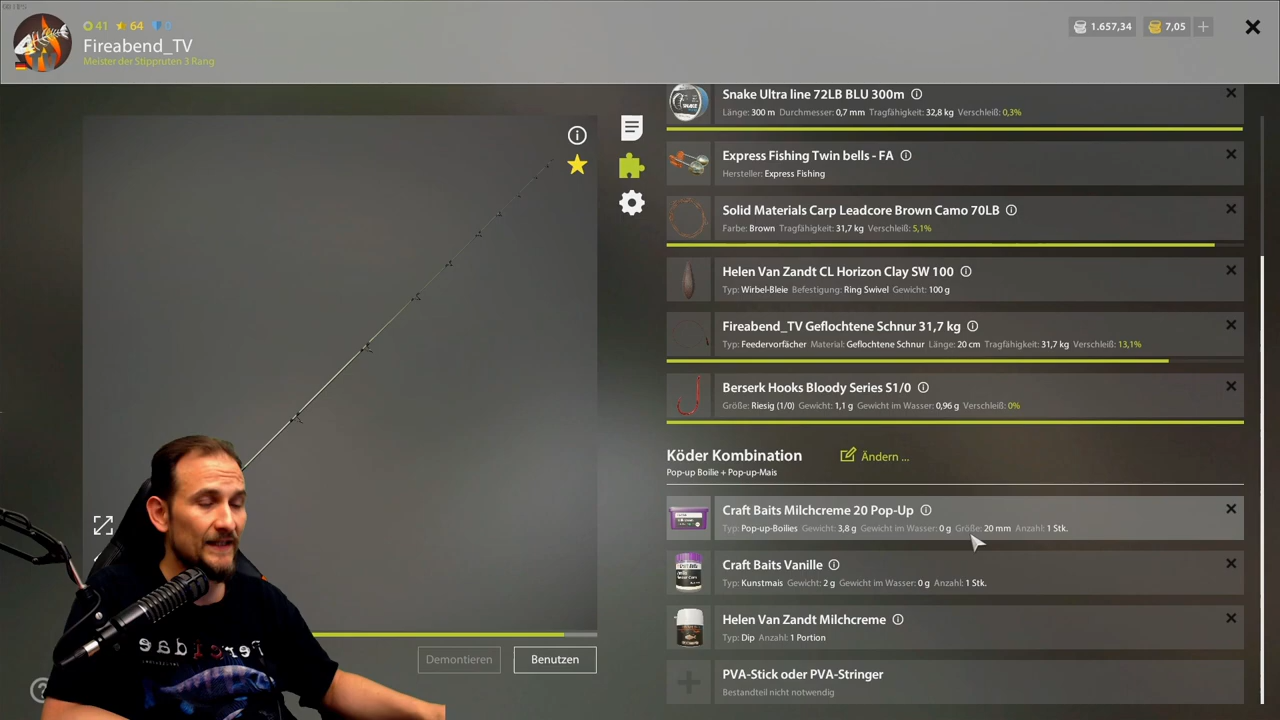 60 FPS
41 64 0
Fireabend_TV
Meister der Stippruten 3 Rang
1.657,34 7,05
Snake Ultra line 72LB BLU 300m
Länge: 300 m Durchmesser: 0,7 mm Tragfähigkeit: 32,8 kg Verschleiß: 0,3%
Express Fishing Twin bells - FA
Hersteller: Express Fishing
Solid Materials Carp Leadcore Brown Camo 70LB
Farbe: Brown Tragfähigkeit: 31,7 kg Verschleiß: 5,1%
Helen Van Zandt CL Horizon Clay SW 100
Typ: Wirbel-Bleie Befestigung: Ring Swivel Gewicht: 100 g
Fireabend_TV Geflochtene Schnur 31,7 kg
Typ: Feedervorfächer Material: Geflochtene Schnur Länge: 20 cm Tragfähigkeit: 31,7 kg Verschleiß: 13,1%
Berserk Hooks Bloody Series S1/0
Größe: Riesig (1/0) Gewicht: 1,1 g Gewicht im Wasser: 0,96 g Verschleiß: 0%
Köder Kombination Ändern ...
Pop-up Boilie + Pop-up-Mais
Craft Baits Milchcreme 20 Pop-Up
Typ: Pop-up-Boilies Gewicht: 3,8 g Gewicht im Wasser: 0 g Größe: 20 mm Anzahl: 1 Stk.
Craft Baits Vanille
Typ: Kunstmais Gewicht: 2 g Gewicht im Wasser: 0 g Anzahl: 1 Stk.
Helen Van Zandt Milchcreme
Typ: Dip Anzahl: 1 Portion
PVA-Stick oder PVA-Stringer
Bestandteil nicht notwendig
Demontieren Benutzen